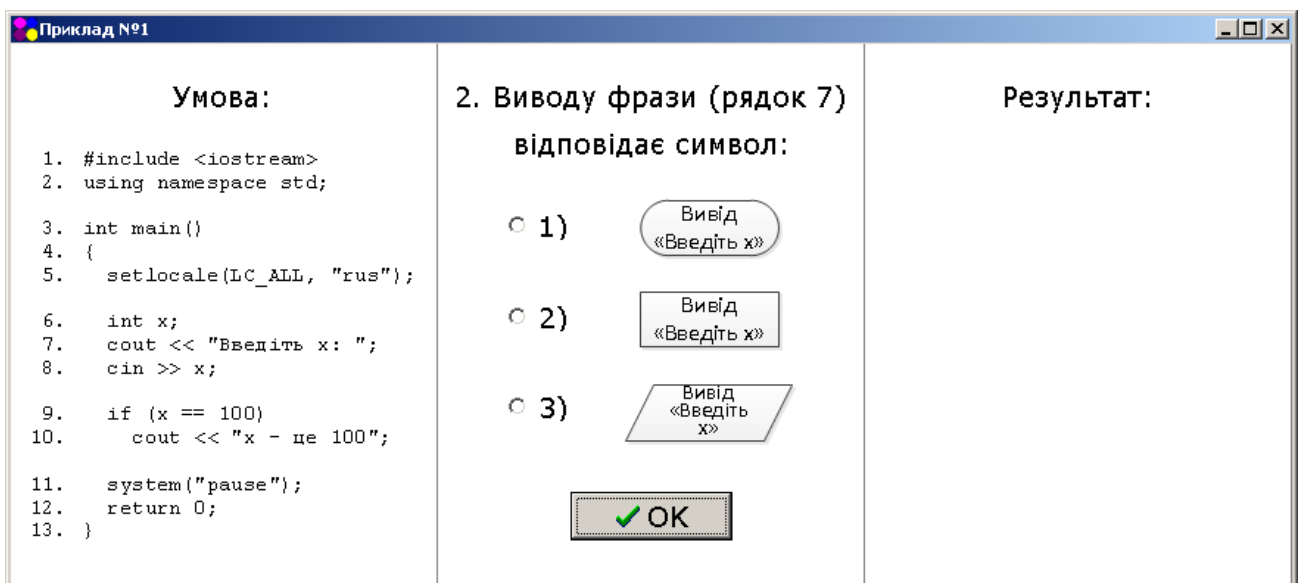 Приклад №1
Умова:
1. #include <iostream>
2. using namespace std;
3. int main()
4. {
5. setlocale(LC_ALL, "rus");
6. int x;
7. cout << "Введіть x: ";
8. cin >> x;
9. if (x == 100)
10. cout << "x - це 100";
11. system("pause");
12. return 0;
13. }
2. Виводу фрази (рядок 7)
відповідає символ:
1)
Вивід
«Введіть x»
2)
Вивід
«Введіть x»
3)
Вивід
«Введіть
x»
OK
Результат: